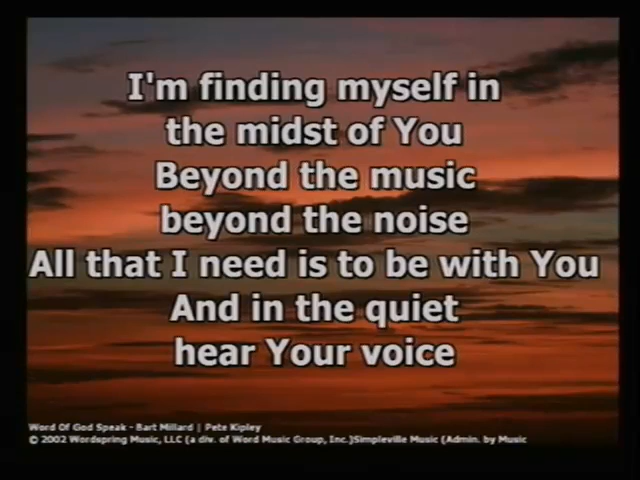 I'm finding myself in
the midst of You
Beyond the music
beyond the noise
All that I need is to be with You
And in the quiet
hear Your voice
Word Of God Speak - Bart Millard | Pete Kipley
© 2002 Wordspring Music, LLC (a div. of Word Music Group, Inc.)Simpleville Music (Admin. by Music